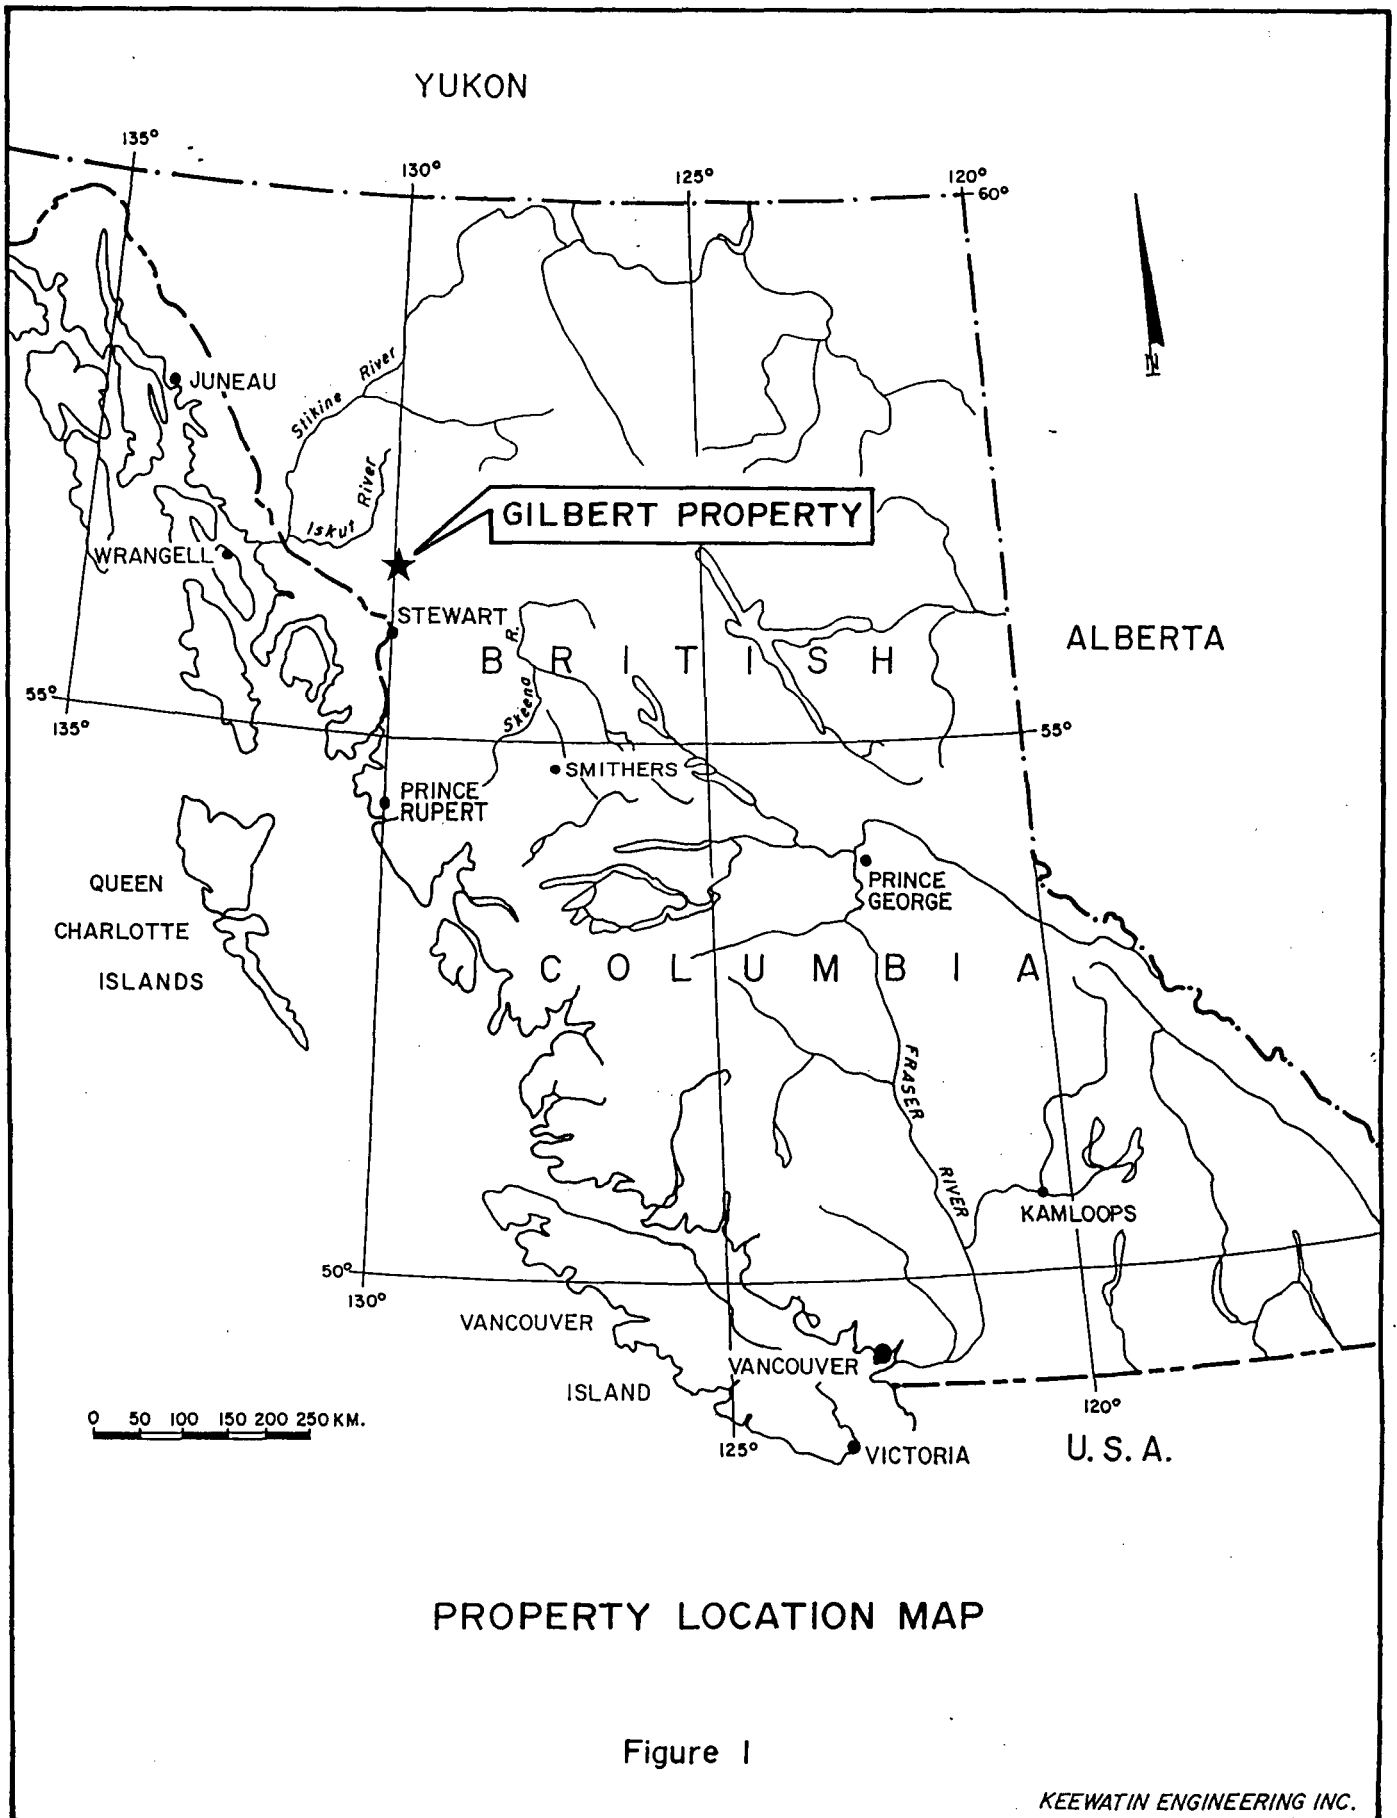 YUKON
135°
130°
125°
120°
60°
N
JUNEAU
Stikine River
Iskut River
GILBERT PROPERTY
WRANGELL
STEWART
ALBERTA
BRITISH
Skeena R.
55°
135°
55°
SMITHERS
PRINCE
RUPERT
QUEEN
CHARLOTTE
ISLANDS
PRINCE
GEORGE
COLUMBIA
FRASER RIVER
KAMLOOPS
50°
130°
VANCOUVER
ISLAND
VANCOUVER
120°
125°
VICTORIA
U.S.A.
0 50 100 150 200 250 KM.
PROPERTY LOCATION MAP
Figure 1
KEEWATIN ENGINEERING INC.